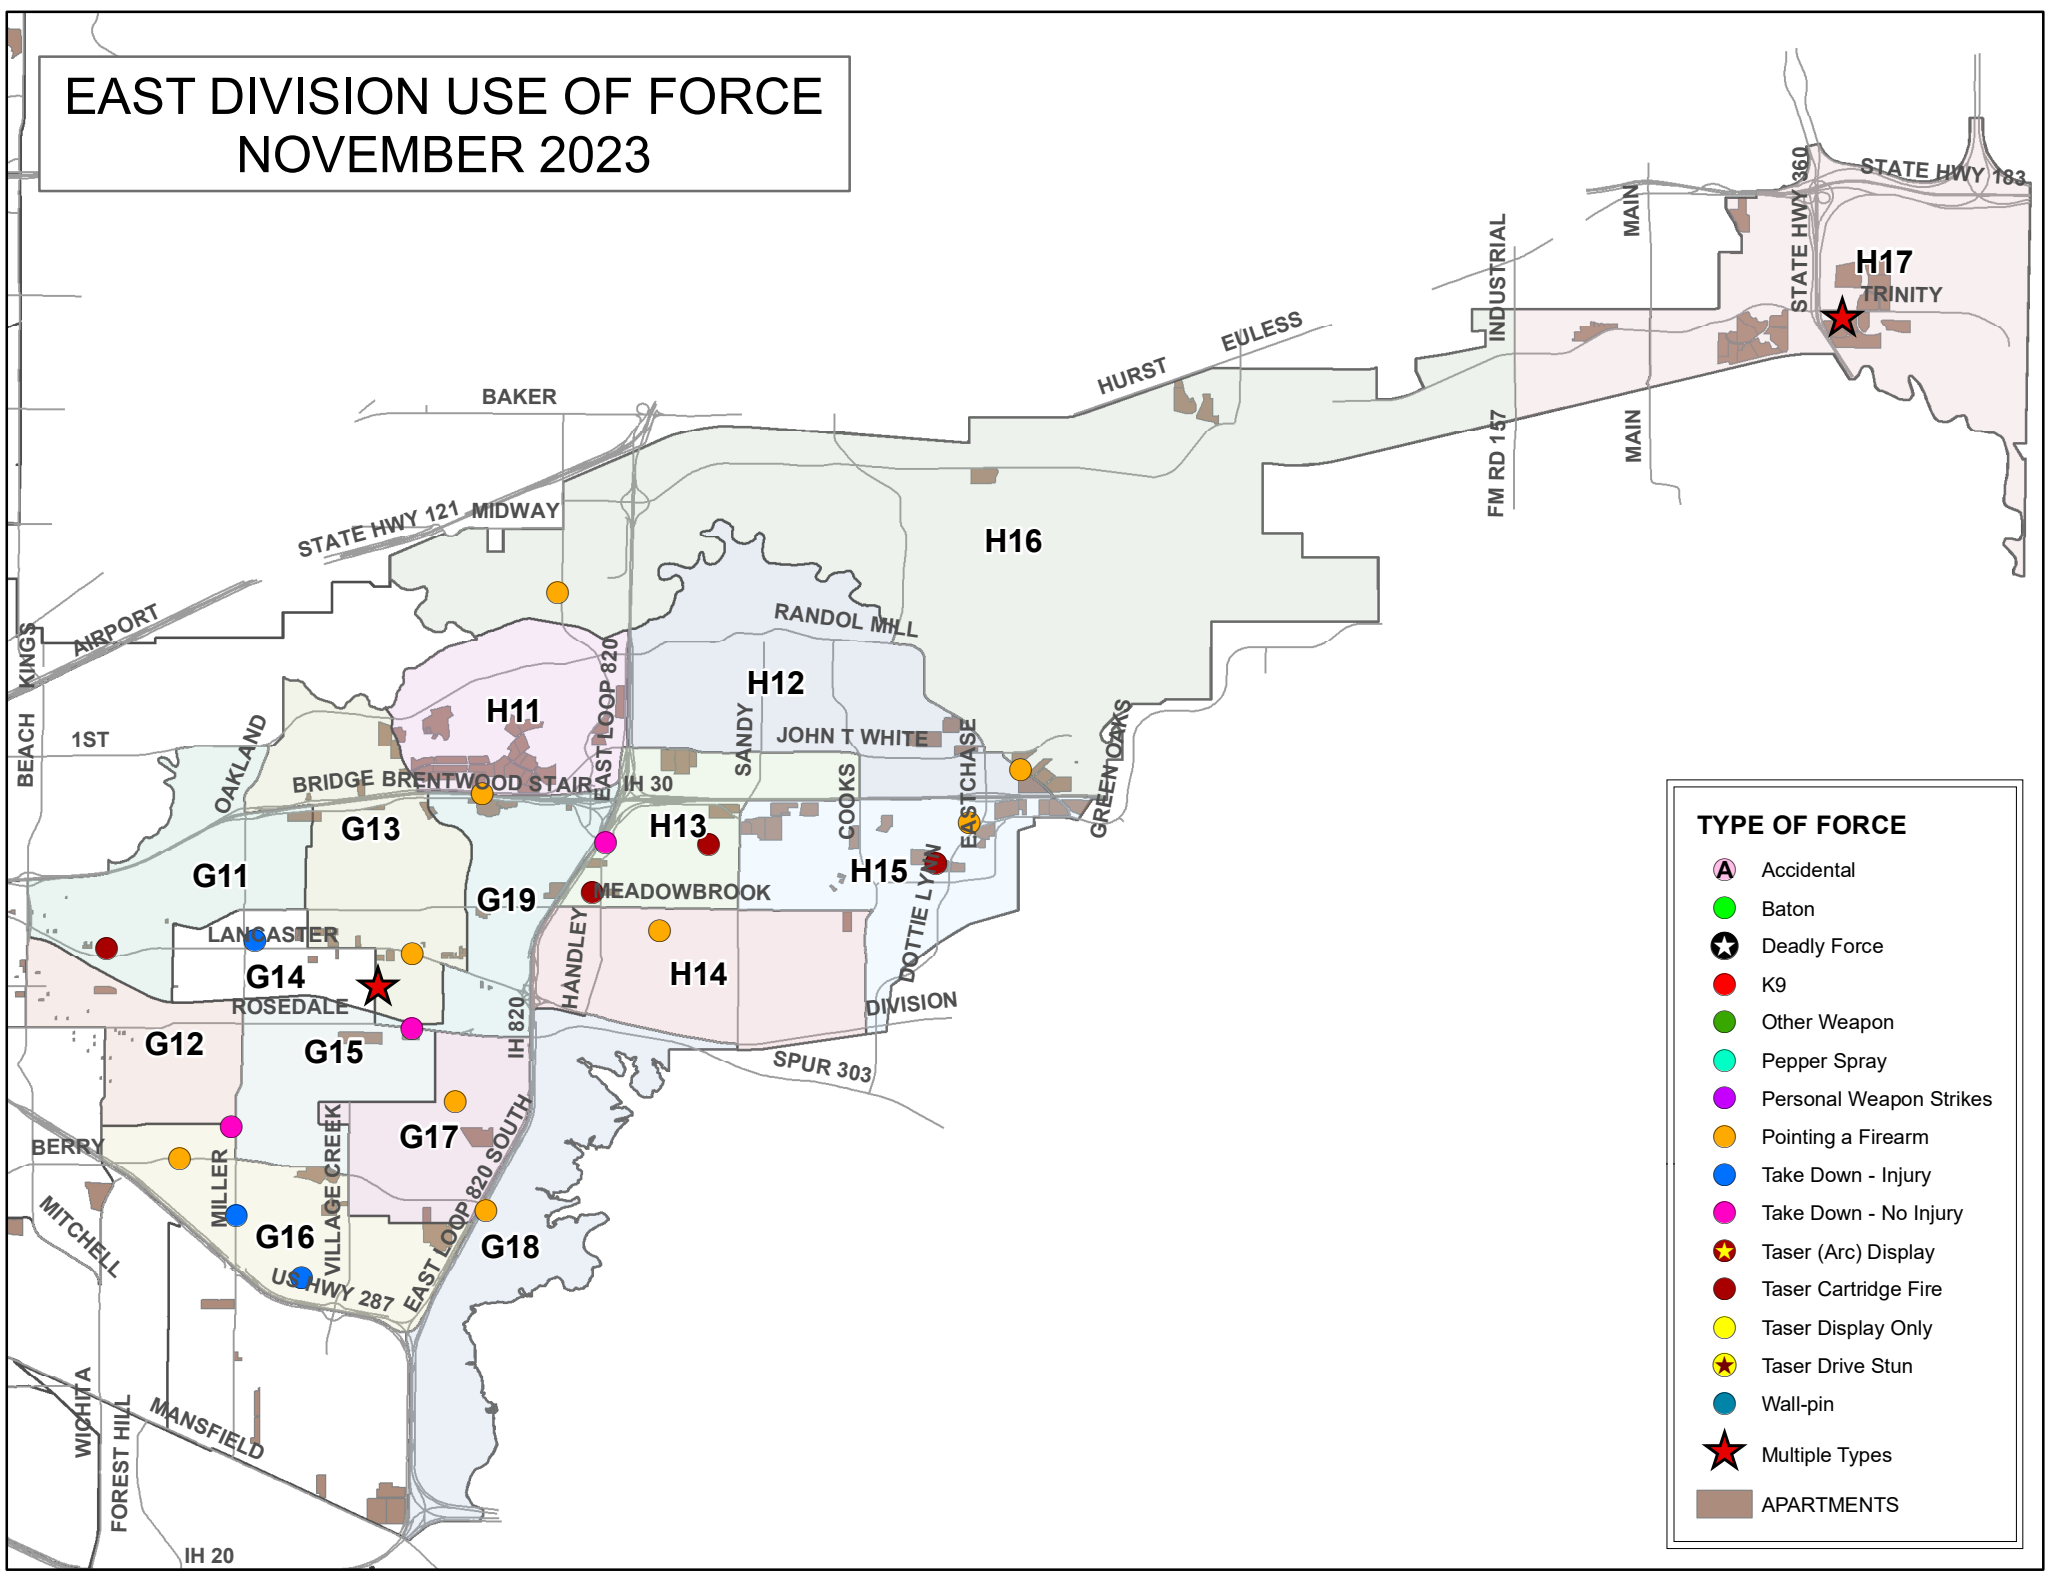 EAST DIVISION USE OF FORCE
NOVEMBER 2023
STATE HWY 360
STATE HWY 183
MAIN
INDUSTRIAL
H17
TRINITY
EULESS
HURST
BAKER
FM RD 157
MAIN
STATE HWY 121
MIDWAY
H16
AIRPORT
KINGS
RANDOL MILL
EAST LOOP 820
H12
H11
OAKLAND
BEACH
1ST
SANDY
JOHN T WHITE
EASTCHASE
GREEN OAKS
BRIDGE
BRENTWOOD STAIR
IH 30
COOKS
G13
H13
G11
H15
G19
MEADOWBROOK
DOTTIE LYNN
LANCASTER
HANDLEY
G14
H14
ROSEDALE
DIVISION
IH 820
G12
G15
SPUR 303
BERRY
MILLER
VILLAGE CREEK
G17
EAST LOOP 820 SOUTH
MITCHELL
G16
G18
US HWY 287
WICHITA
FOREST HILL
MANSFIELD
IH 20
TYPE OF FORCE
A
Accidental
Baton
Deadly Force
K9
Other Weapon
Pepper Spray
Personal Weapon Strikes
Pointing a Firearm
Take Down - Injury
Take Down - No Injury
Taser (Arc) Display
Taser Cartridge Fire
Taser Display Only
Taser Drive Stun
Wall-pin
Multiple Types
APARTMENTS